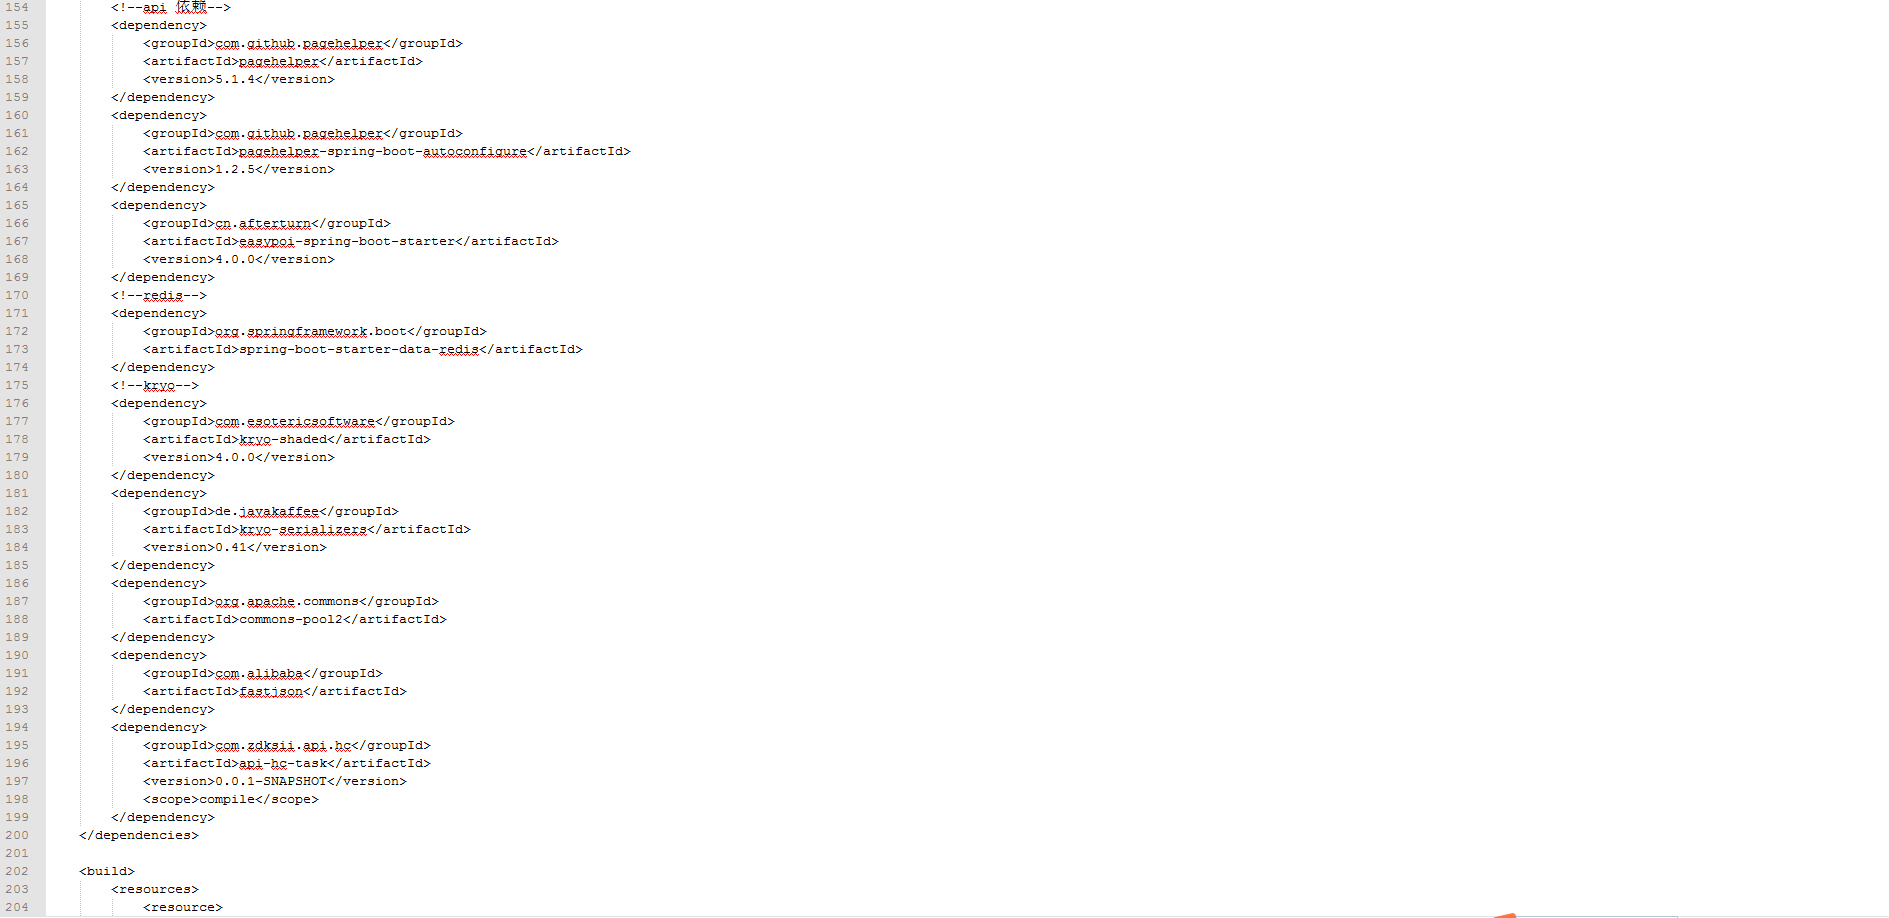 154 <!--api 依赖-->
155 <dependency>
156 <groupId>com.github.pagehelper</groupId>
157 <artifactId>pagehelper</artifactId>
158 <version>5.1.4</version>
159 </dependency>
160 <dependency>
161 <groupId>com.github.pagehelper</groupId>
162 <artifactId>pagehelper-spring-boot-autoconfigure</artifactId>
163 <version>1.2.5</version>
164 </dependency>
165 <dependency>
166 <groupId>cn.afterturn</groupId>
167 <artifactId>easypoi-spring-boot-starter</artifactId>
168 <version>4.0.0</version>
169 </dependency>
170 <!--redis-->
171 <dependency>
172 <groupId>org.springframework.boot</groupId>
173 <artifactId>spring-boot-starter-data-redis</artifactId>
174 </dependency>
175 <!--kryo-->
176 <dependency>
177 <groupId>com.esotericsoftware</groupId>
178 <artifactId>kryo-shaded</artifactId>
179 <version>4.0.0</version>
180 </dependency>
181 <dependency>
182 <groupId>de.javakaffee</groupId>
183 <artifactId>kryo-serializers</artifactId>
184 <version>0.41</version>
185 </dependency>
186 <dependency>
187 <groupId>org.apache.commons</groupId>
188 <artifactId>commons-pool2</artifactId>
189 </dependency>
190 <dependency>
191 <groupId>com.alibaba</groupId>
192 <artifactId>fastjson</artifactId>
193 </dependency>
194 <dependency>
195 <groupId>com.zdksii.api.hc</groupId>
196 <artifactId>api-hc-task</artifactId>
197 <version>0.0.1-SNAPSHOT</version>
198 <scope>compile</scope>
199 </dependency>
200 </dependencies>
201
202 <build>
203 <resources>
204 <resource>